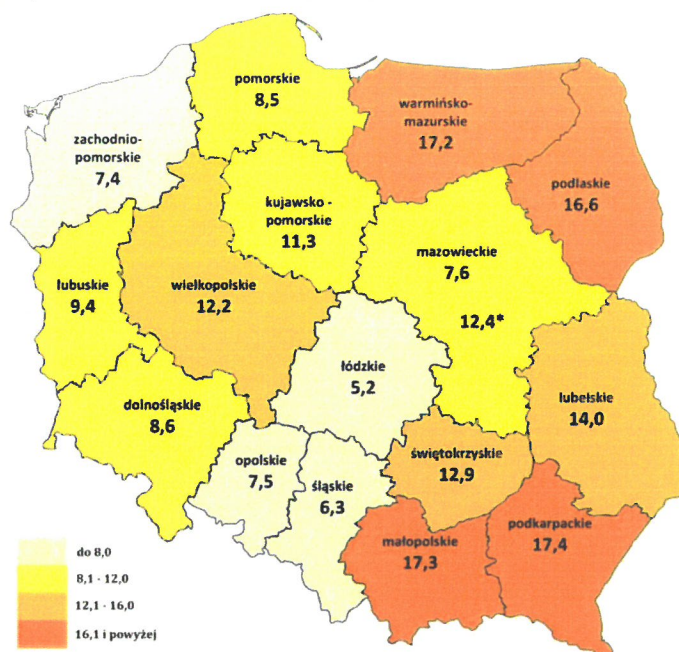 pomorskie
8,5
warmińsko-
mazurskie
17,2
zachodnio-
pomorskie
7,4
podlaskie
16,6
kujawsko -
pomorskie
11,3
mazowieckie
7,6
12,4*
lubuskie
9,4
wielkopolskie
12,2
łódzkie
5,2
lubelskie
14,0
dolnośląskie
8,6
opolskie
7,5
śląskie
6,3
świętokrzyskie
12,9
małopolskie
17,3
podkarpackie
17,4
do 8,0
8,1 - 12,0
12,1 - 16,0
16,1 i powyżej